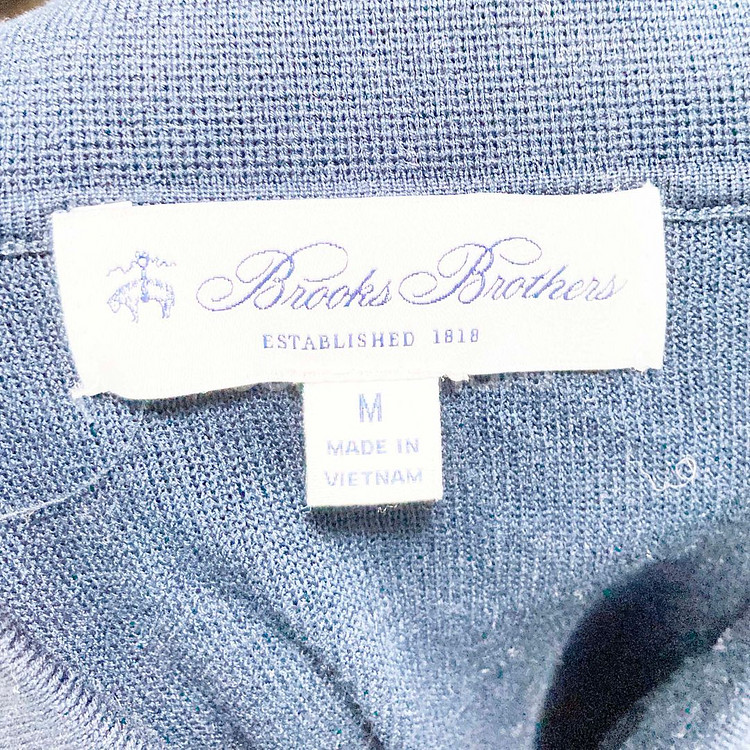 Brooks Brothers
ESTABLISHED 1818
M
MADE IN
VIETNAM